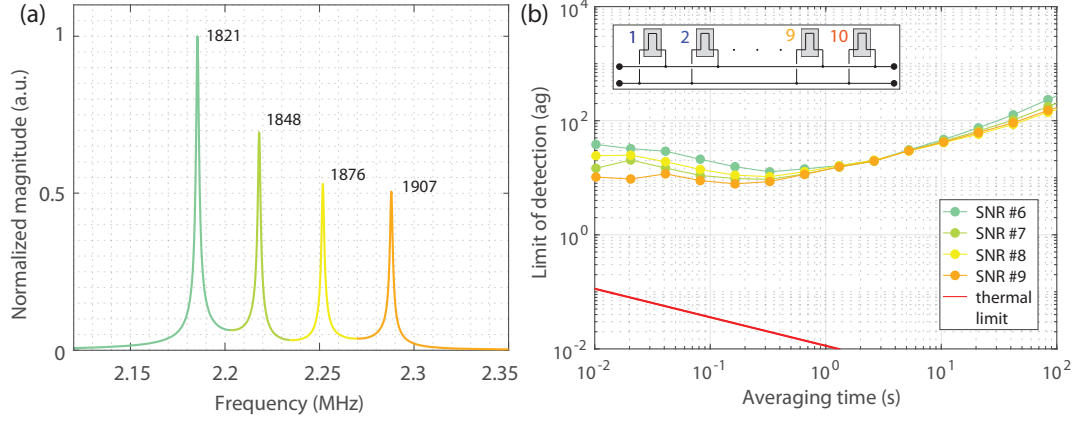 (a)
1
0.5
0
Normalized magnitude (a.u.)
1821
1848
1876
1907
2.15
2.2
2.25
2.3
2.35
Frequency (MHz)
(b)
10⁴
10²
10⁰
10⁻²
Limit of detection (ag)
1
2
. . .
9
10
SNR #6
SNR #7
SNR #8
SNR #9
thermal
limit
10⁻²
10⁻¹
10⁰
10¹
10²
Averaging time (s)